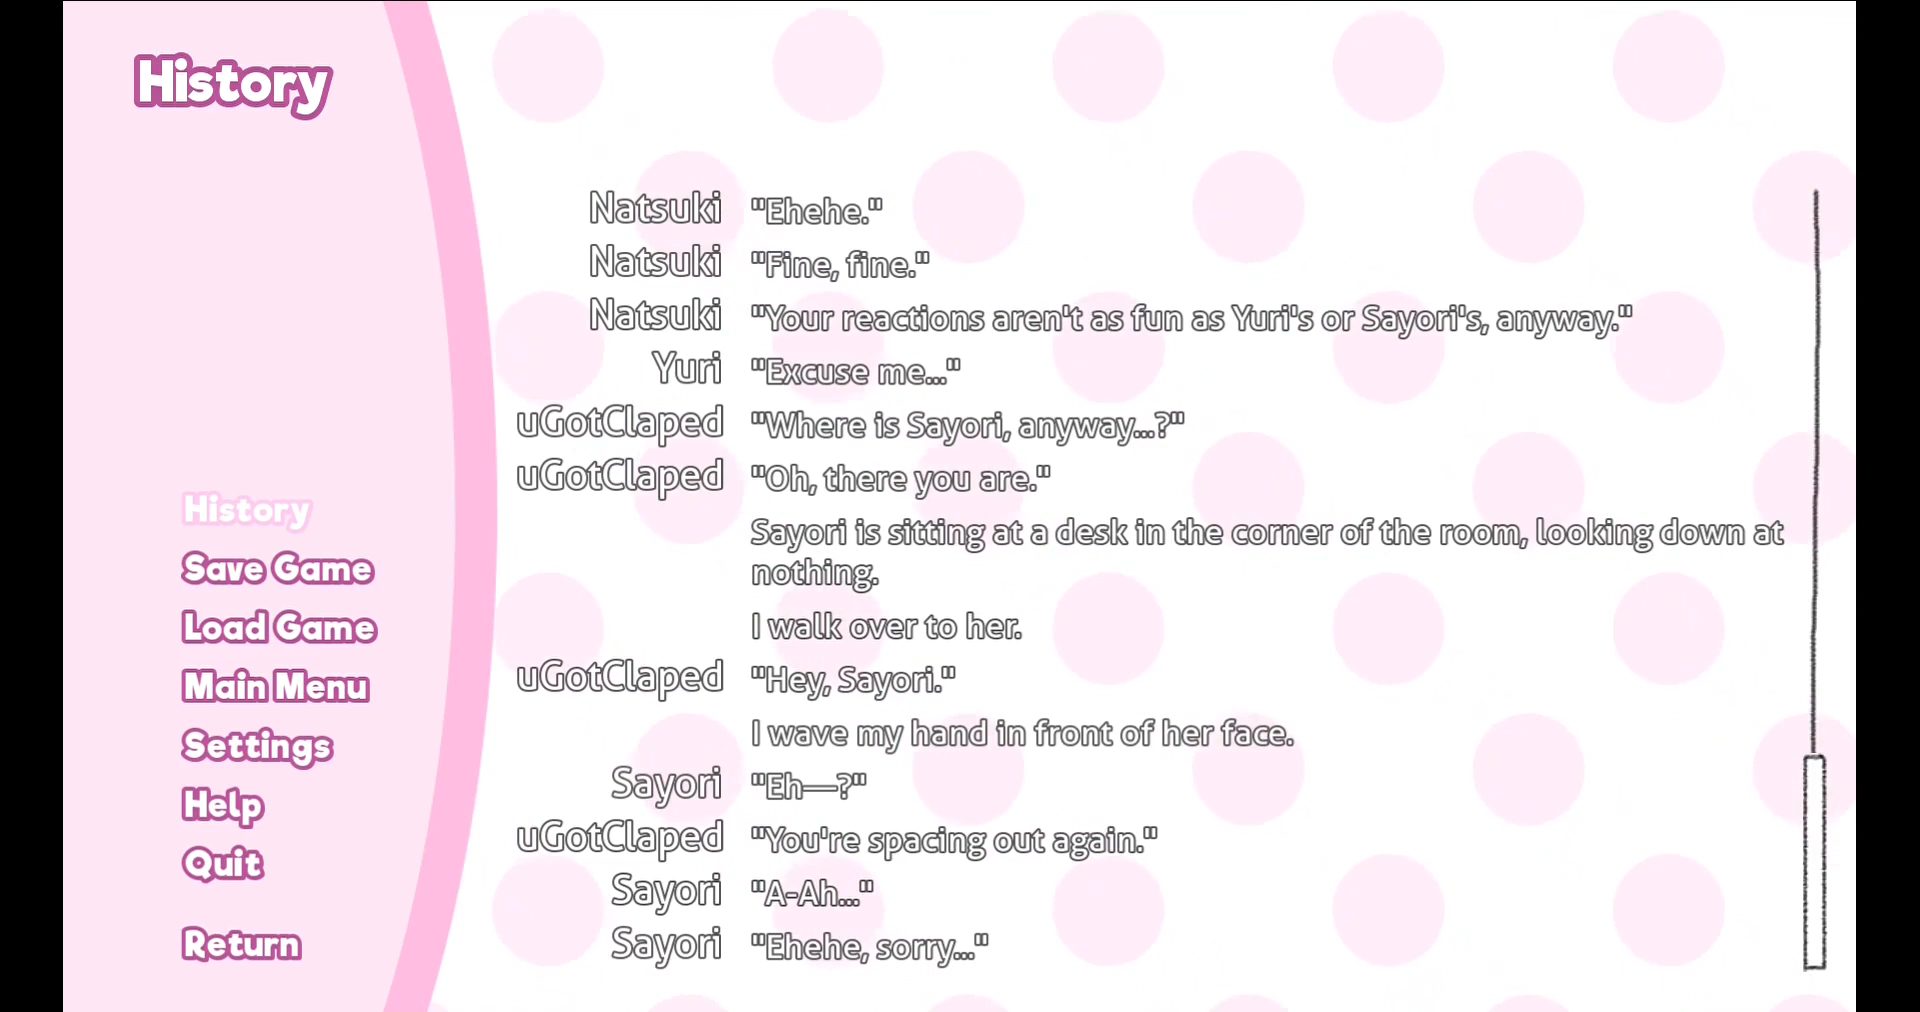 History
Natsuki "Ehehe."
Natsuki "Fine, fine."
Natsuki "Your reactions aren't as fun as Yuri's or Sayori's, anyway."
Yuri "Excuse me..."
uGotClaped "Where is Sayori, anyway...?"
uGotClaped "Oh, there you are."
Sayori is sitting at a desk in the corner of the room, looking down at
nothing.
I walk over to her.
uGotClaped "Hey, Sayori."
I wave my hand in front of her face.
Sayori "Eh—?"
uGotClaped "You're spacing out again."
Sayori "A-Ah..."
Sayori "Ehehe, sorry..."
History
Save Game
Load Game
Main Menu
Settings
Help
Quit
Return